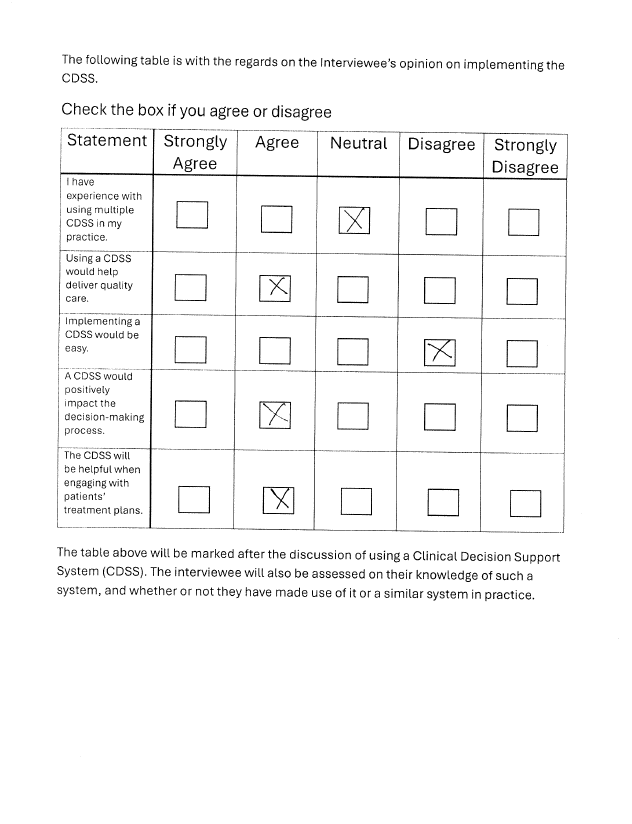 The following table is with the regards on the Interviewee's opinion on implementing the
CDSS.
Check the box if you agree or disagree
Statement Strongly Agree Neutral Disagree Strongly
Agree Disagree
I have
experience with
using multiple
CDSS in my
practice.
Using a CDSS
would help
deliver quality
care.
Implementing a
CDSS would be
easy.
A CDSS would
positively
impact the
decision-making
process.
The CDSS will
be helpful when
engaging with
patients'
treatment plans.
The table above will be marked after the discussion of using a Clinical Decision Support
System (CDSS). The interviewee will also be assessed on their knowledge of such a
system, and whether or not they have made use of it or a similar system in practice.